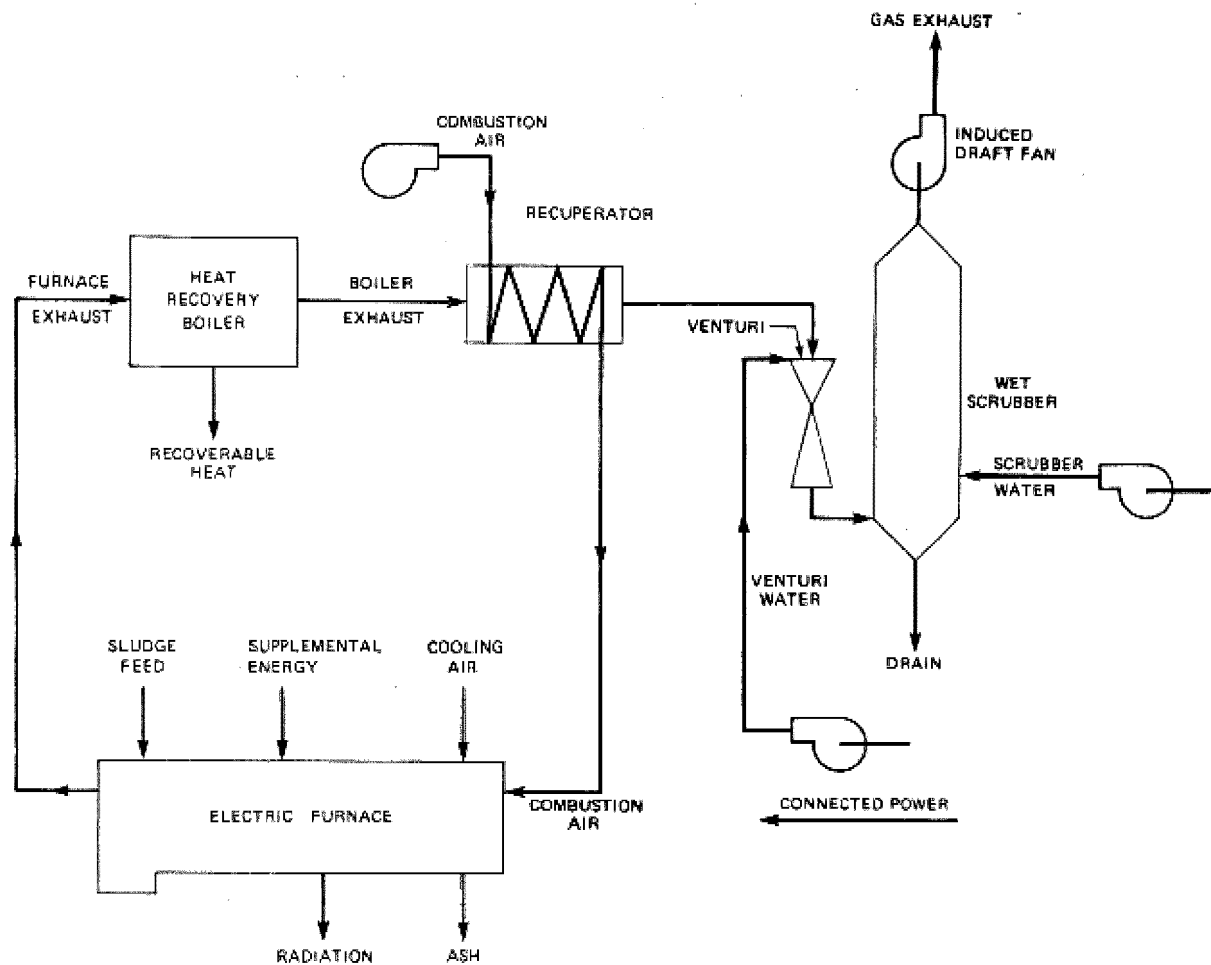 GAS EXHAUST
INDUCED
DRAFT FAN
COMBUSTION
AIR
RECUPERATOR
FURNACE
EXHAUST
HEAT
RECOVERY
BOILER
BOILER
EXHAUST
VENTURI
WET
SCRUBBER
RECOVERABLE
HEAT
SCRUBBER
WATER
VENTURI
WATER
DRAIN
SLUDGE
FEED
SUPPLEMENTAL
ENERGY
COOLING
AIR
ELECTRIC FURNACE
COMBUSTION
AIR
CONNECTED POWER
RADIATION
ASH